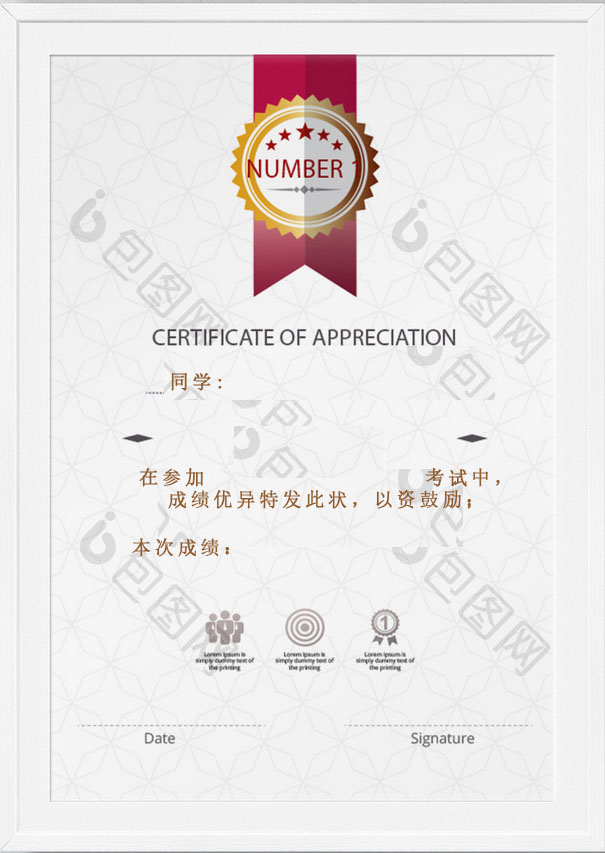 NUMBER 1
CERTIFICATE OF APPRECIATION
同学：
在参加 考试中，
成绩优异特发此状，以资鼓励；
本次成绩：
1
Lorem Ipsum is
simply dummy text of
the printing
Lorem Ipsum is
simply dummy text of
the printing
Lorem Ipsum is
simply dummy text of
the printing
Date
Signature
包图网
包图网
包图网
包图网